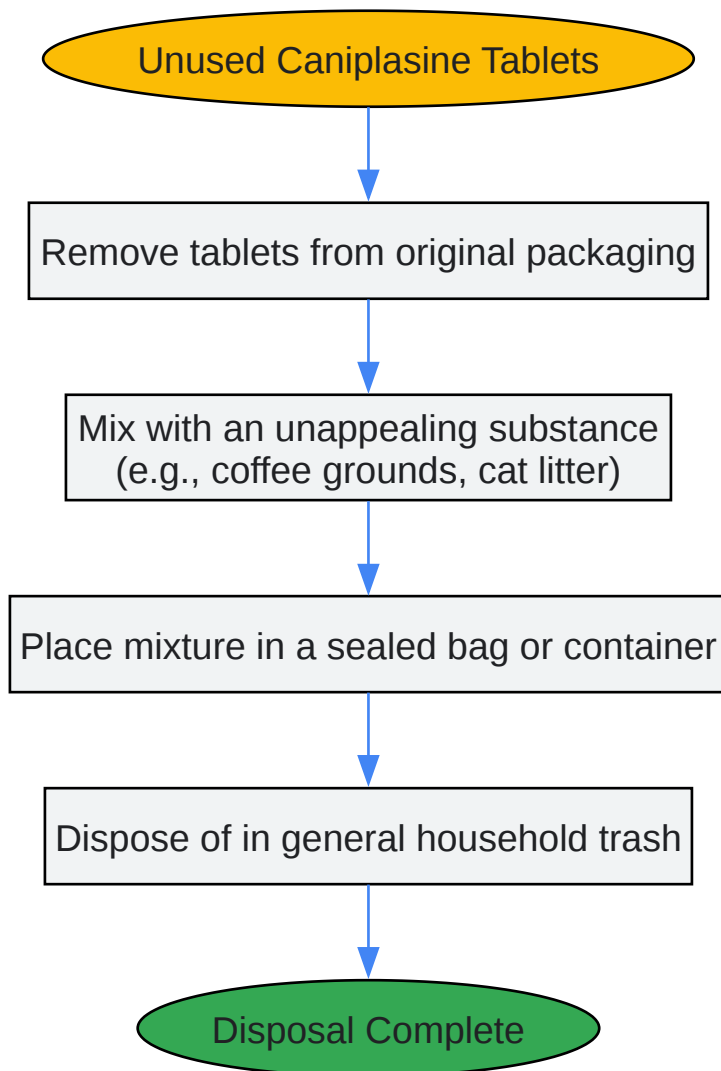 Unused Caniplasine Tablets
Remove tablets from original packaging
Mix with an unappealing substance
(e.g., coffee grounds, cat litter)
Place mixture in a sealed bag or container
Dispose of in general household trash
Disposal Complete